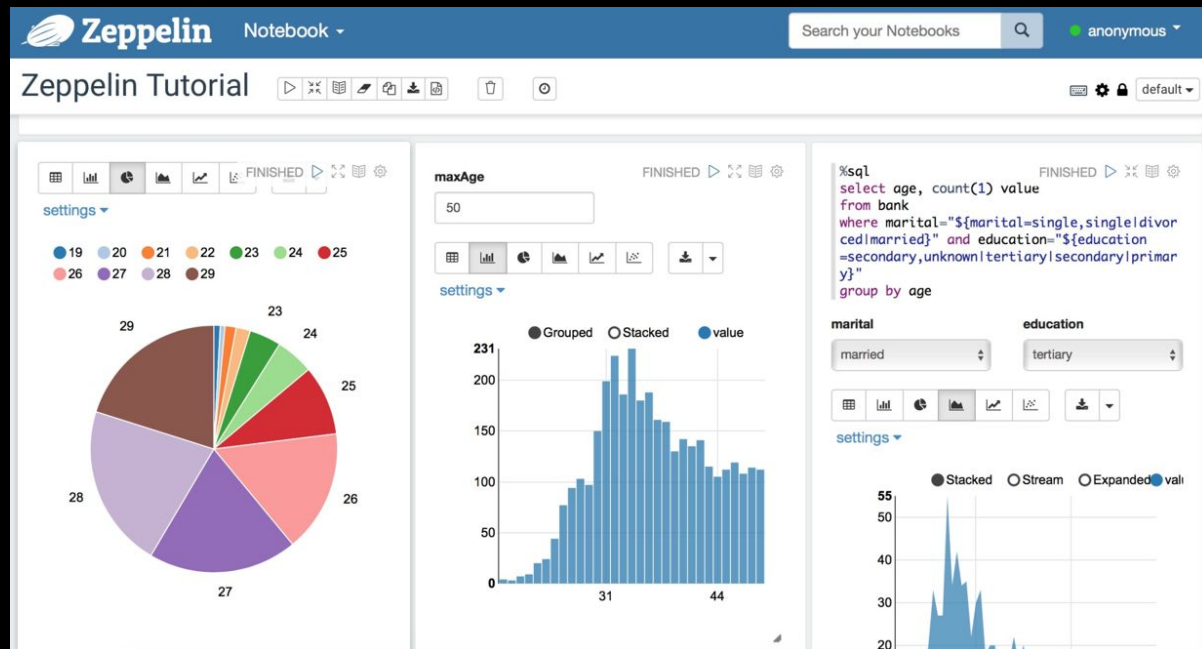 Zeppelin Notebook Search your Notebooks anonymous
Zeppelin Tutorial default
FINISHED
settings
19 20 21 22 23 24 25
26 27 28 29
23
29
24
25
28
26
27
maxAge FINISHED
50
settings
Grouped Stacked value
231
200
150
100
50
0
31 44
%sql FINISHED
select age, count(1) value
from bank
where marital="${marital=single,single|divor
ced|married}" and education="${education
=secondary,unknown|tertiary|secondary|primar
y}"
group by age
marital education
married tertiary
settings
Stacked Stream Expanded valu
55
50
40
30
20